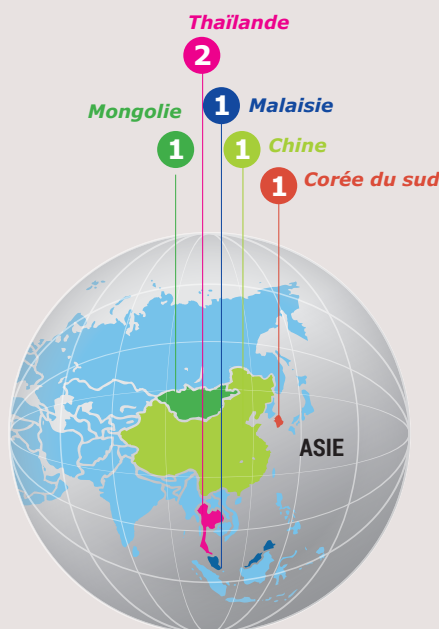 Thaïlande
2
1 Malaisie
Mongolie
1
1 Chine
1 Corée du sud
ASIE